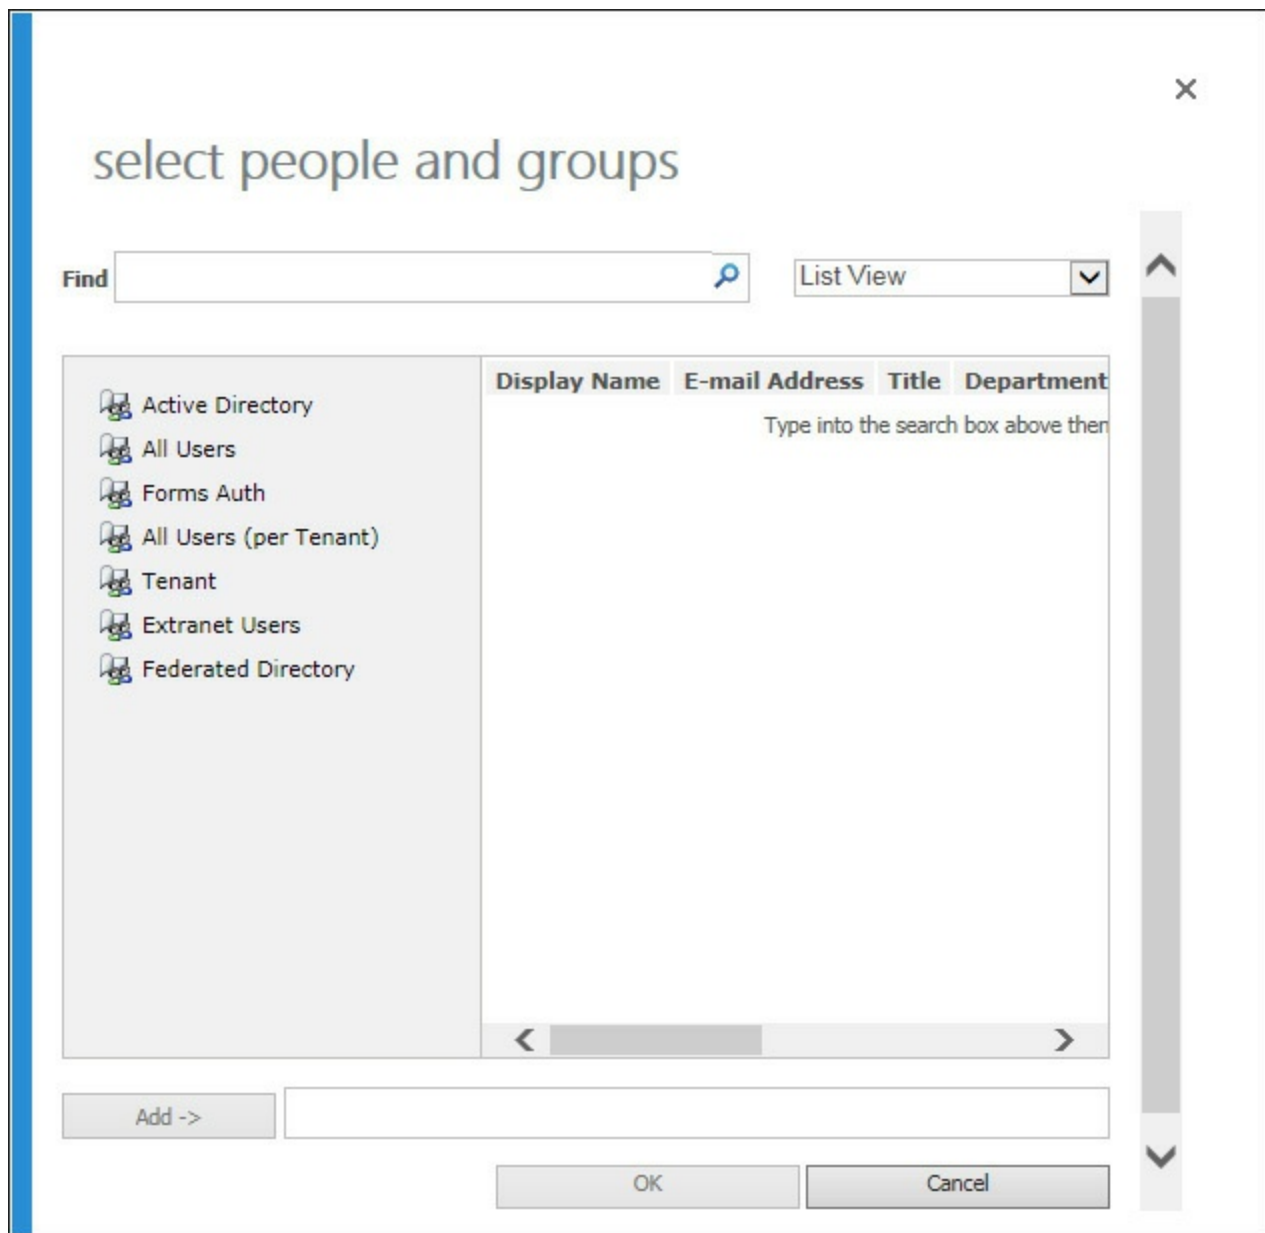 select people and groups
Find
List View
Display Name E-mail Address Title Department
Type into the search box above then
Active Directory
All Users
Forms Auth
All Users (per Tenant)
Tenant
Extranet Users
Federated Directory
Add ->
OK Cancel